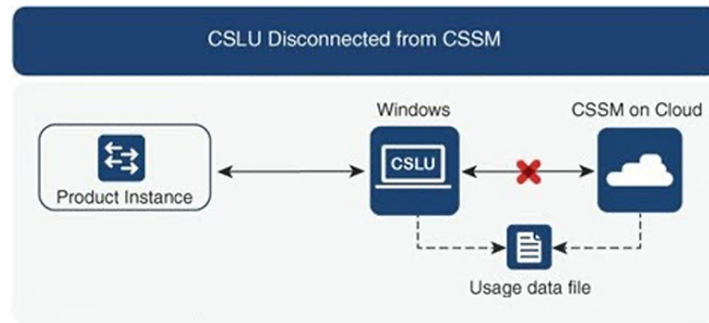 CSLU Disconnected from CSSM
Windows
CSSM on Cloud
CSLU
Product Instance
Usage data file